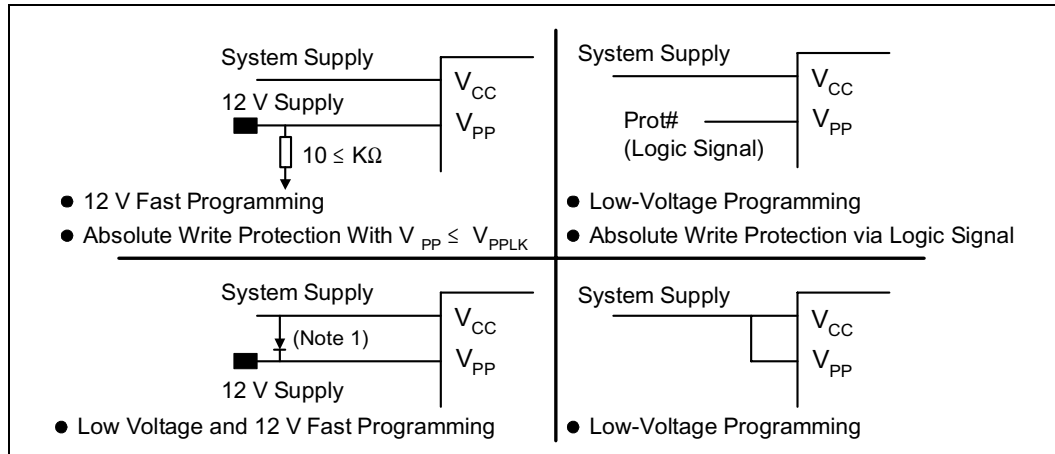 System Supply
V_CC
12 V Supply
V_PP
10 ≤ KΩ
● 12 V Fast Programming
● Absolute Write Protection With V_PP ≤ V_PPLK
System Supply
V_CC
Prot#
V_PP
(Logic Signal)
● Low-Voltage Programming
● Absolute Write Protection via Logic Signal
System Supply
V_CC
(Note 1)
V_PP
12 V Supply
● Low Voltage and 12 V Fast Programming
System Supply
V_CC
V_PP
● Low-Voltage Programming